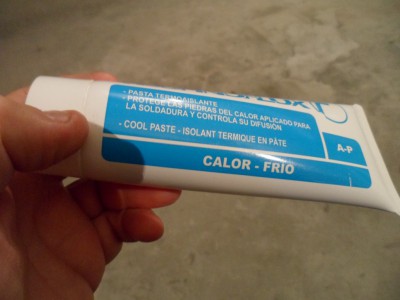 - PASTA TERMOAISLANTE
- PROTEGE LAS PIEDRAS DEL CALOR APLICADO PARA
LA SOLDADURA Y CONTROLA SU DIFUSIÓN
- COOL PASTE - ISOLANT TERMIQUE EN PÂTE
A-P
CALOR - FRIO